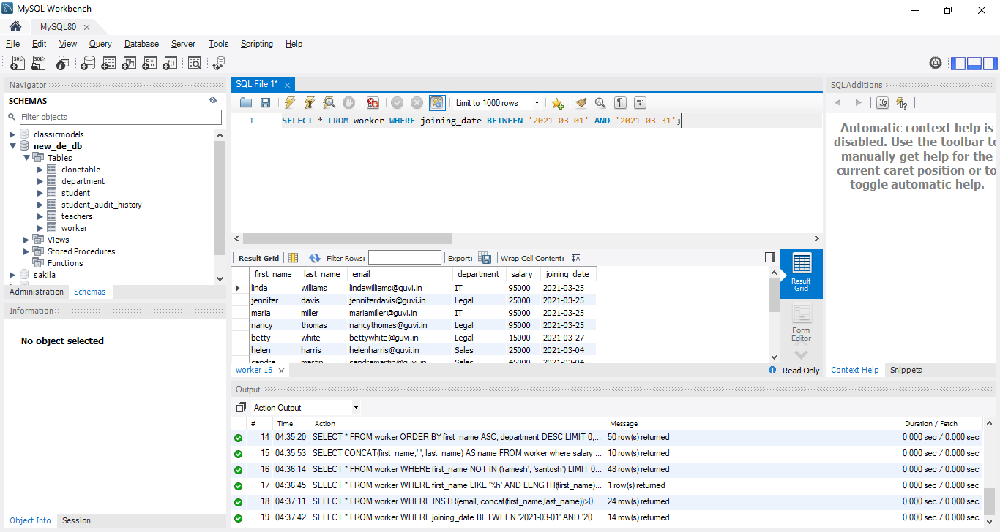 MySQL Workbench
MySQL80
File Edit View Query Database Server Tools Scripting Help
Navigator
SCHEMAS
Filter objects
classicmodels
new_de_db
Tables
clonetable
department
student
student_audit_history
teachers
worker
Views
Stored Procedures
Functions
sakila
Administration Schemas
Information
No object selected
Object Info Session
SQL File 1*
Limit to 1000 rows
1 SELECT * FROM worker WHERE joining_date BETWEEN '2021-03-01' AND '2021-03-31';
Result Grid Filter Rows: Export: Wrap Cell Content:
first_name last_name email department salary joining_date
linda williams lindawilliams@guvi.in IT 95000 2021-03-25
jennifer davis jenniferdavis@guvi.in Legal 25000 2021-03-25
maria miller mariamiller@guvi.in IT 95000 2021-03-25
nancy thomas nancythomas@guvi.in Legal 95000 2021-03-25
betty white bettywhite@guvi.in Legal 15000 2021-03-27
helen harris helenharris@guvi.in Sales 25000 2021-03-04
sandra martin sandramartin@guvi.in Sales 45000 2021-03-04
Result
Grid
Form
Editor
worker 16
Read Only
SQLAdditions
Automatic context help is
disabled. Use the toolbar to
manually get help for the
current caret position or to
toggle automatic help.
Context Help Snippets
Output
Action Output
# Time Action Message Duration / Fetch
14 04:35:20 SELECT * FROM worker ORDER BY first_name ASC, department DESC LIMIT 0,... 50 row(s) returned 0.000 sec / 0.000 sec
15 04:35:53 SELECT CONCAT(first_name,' ', last_name) AS name FROM worker where salary ... 10 row(s) returned 0.000 sec / 0.000 sec
16 04:36:14 SELECT * FROM worker WHERE first_name NOT IN ('ramesh', 'santosh') LIMIT 0... 48 row(s) returned 0.000 sec / 0.000 sec
17 04:36:45 SELECT * FROM worker WHERE first_name LIKE '%h' AND LENGTH(first_name)... 1 row(s) returned 0.000 sec / 0.000 sec
18 04:37:11 SELECT * FROM worker WHERE INSTR(email, concat(first_name,last_name))>0 ... 24 row(s) returned 0.000 sec / 0.000 sec
19 04:37:42 SELECT * FROM worker WHERE joining_date BETWEEN '2021-03-01' AND '20... 14 row(s) returned 0.000 sec / 0.000 sec